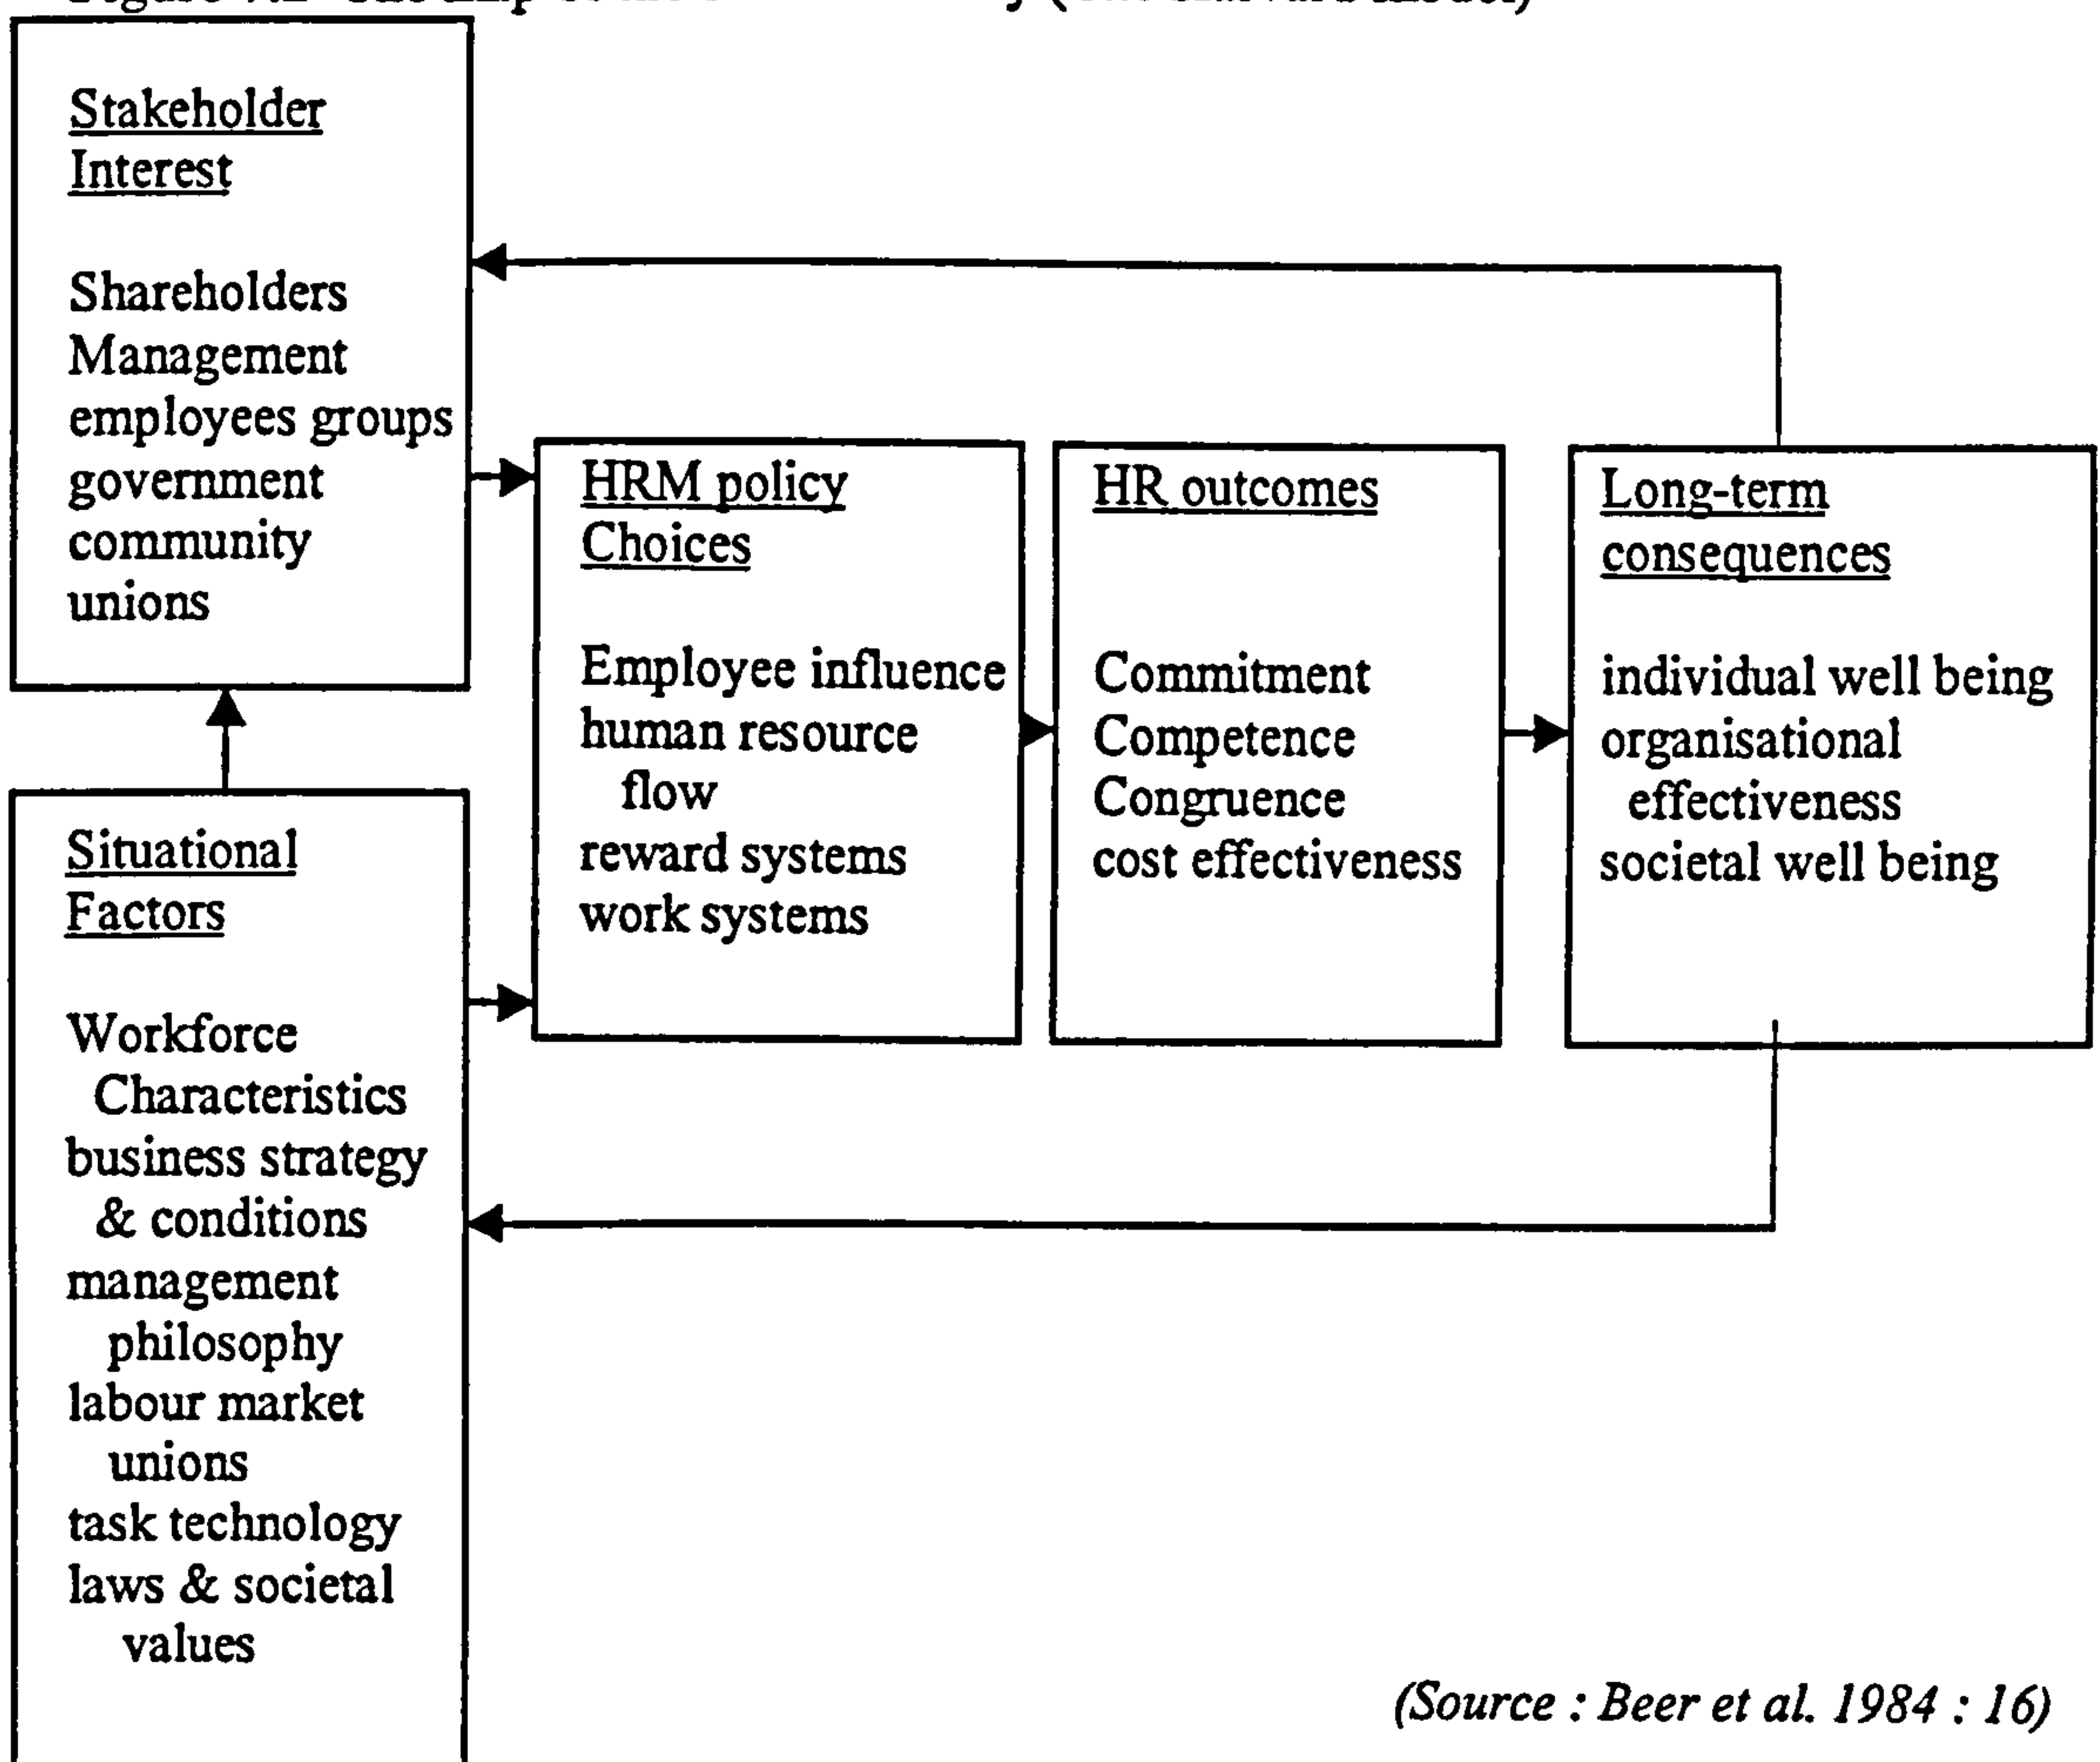 (The Harvard Model)
Stakeholder
Interest
Shareholders
Management
employees groups
government
community
unions
Situational
Factors
Workforce
Characteristics
business strategy
& conditions
management
philosophy
labour market
unions
task technology
laws & societal
values
HRM policy
Choices
Employee influence
human resource
flow
reward systems
work systems
HR outcomes
Commitment
Competence
Congruence
cost effectiveness
Long-term
consequences
individual well being
organisational
effectiveness
societal well being
(Source : Beer et al. 1984 : 16)